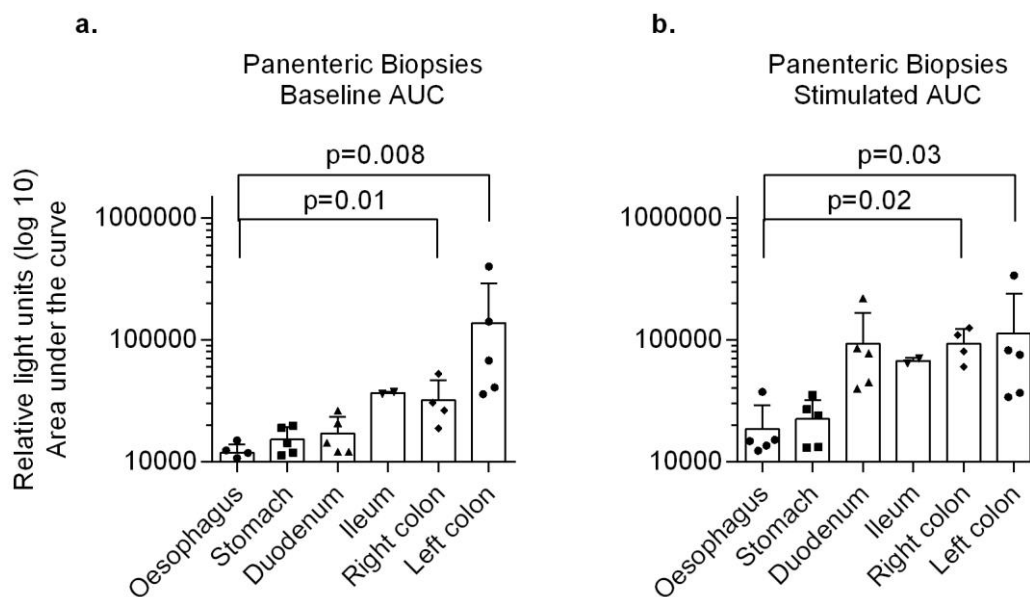 a.
Panenteric Biopsies
Baseline AUC
p=0.008
p=0.01
Relative light units (log 10)
Area under the curve
1000000
100000
10000
Oesophagus
Stomach
Duodenum
Ileum
Right colon
Left colon
b.
Panenteric Biopsies
Stimulated AUC
p=0.03
p=0.02
1000000
100000
10000
Oesophagus
Stomach
Duodenum
Ileum
Right colon
Left colon